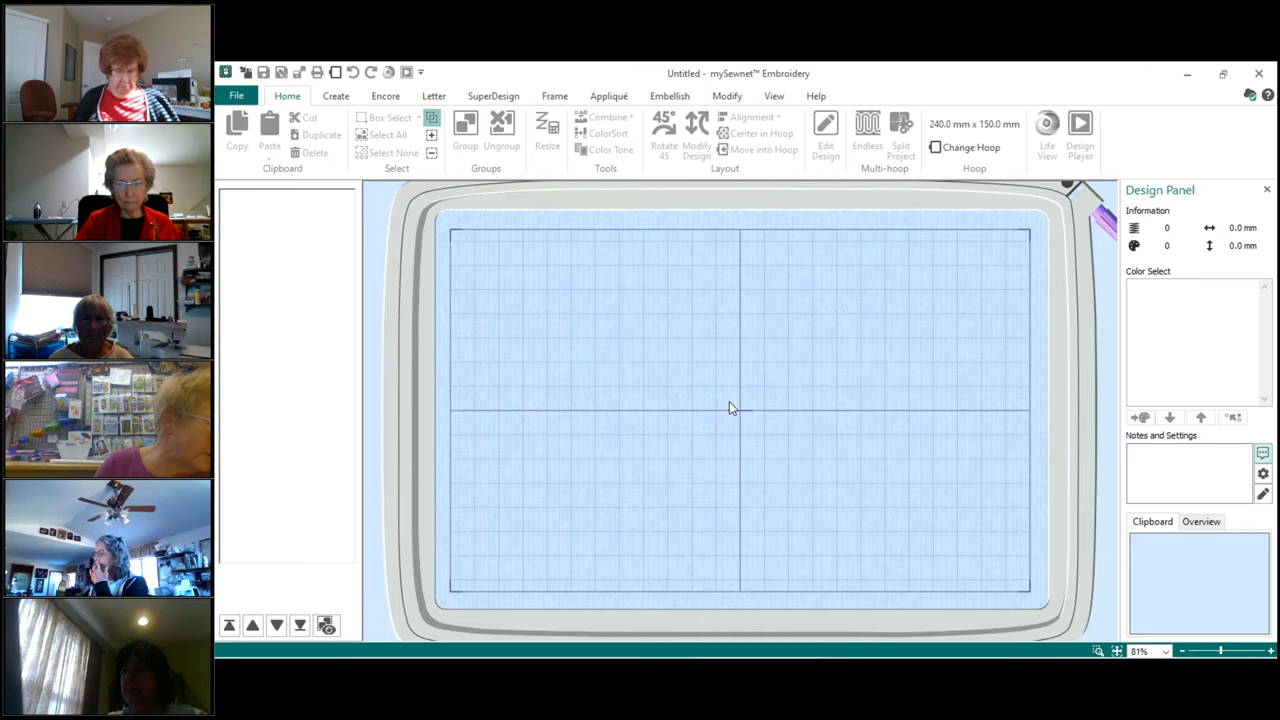 Untitled - mySewnet™ Embroidery
File Home Create Encore Letter SuperDesign Frame Appliqué Embellish Modify View Help
Copy Paste Cut Duplicate Delete
Clipboard
Box Select Select All Select None
Select
Group Ungroup
Groups
Resize
Combine ColorSort Color Tone
Tools
Rotate 45 Modify Design
45°
Alignment Center in Hoop Move into Hoop
Layout
Edit Design
Endless Split Project
Multi-hoop
240.0 mm x 150.0 mm
Change Hoop
Hoop
Life View Design Player
Design Panel
Information
0 0.0 mm
0 0.0 mm
Color Select
Notes and Settings
Clipboard Overview
81%